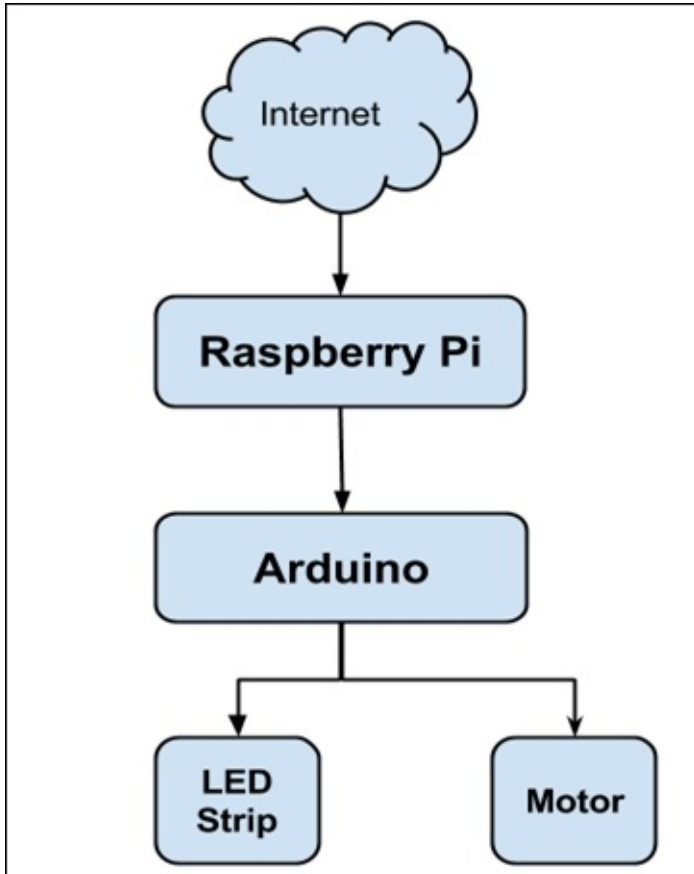 Internet
Raspberry Pi
Arduino
LED
Strip
Motor